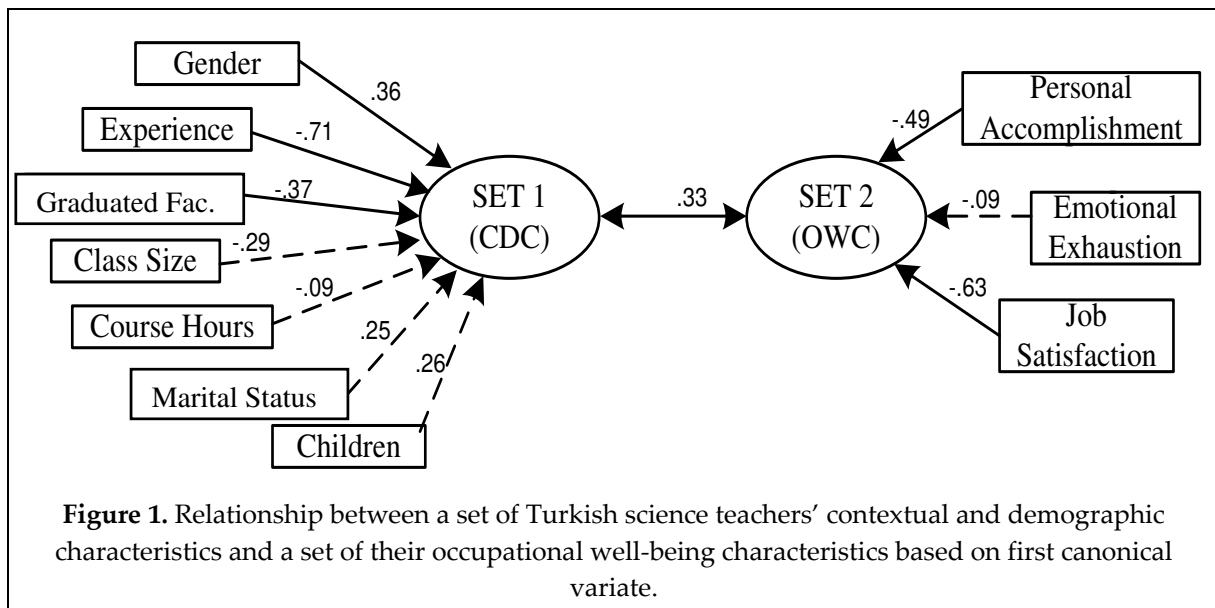 Gender
.36
Experience
-.71
Graduated Fac.
-.37
Class Size
-.29
Course Hours
-.09
Marital Status
.25
Children
.26
SET 1
(CDC)
.33
SET 2
(OWC)
Personal
Accomplishment
-.49
Emotional
Exhaustion
-.09
Job
Satisfaction
-.63
Figure 1. Relationship between a set of Turkish science teachers’ contextual and demographic
characteristics and a set of their occupational well-being characteristics based on first canonical
variate.